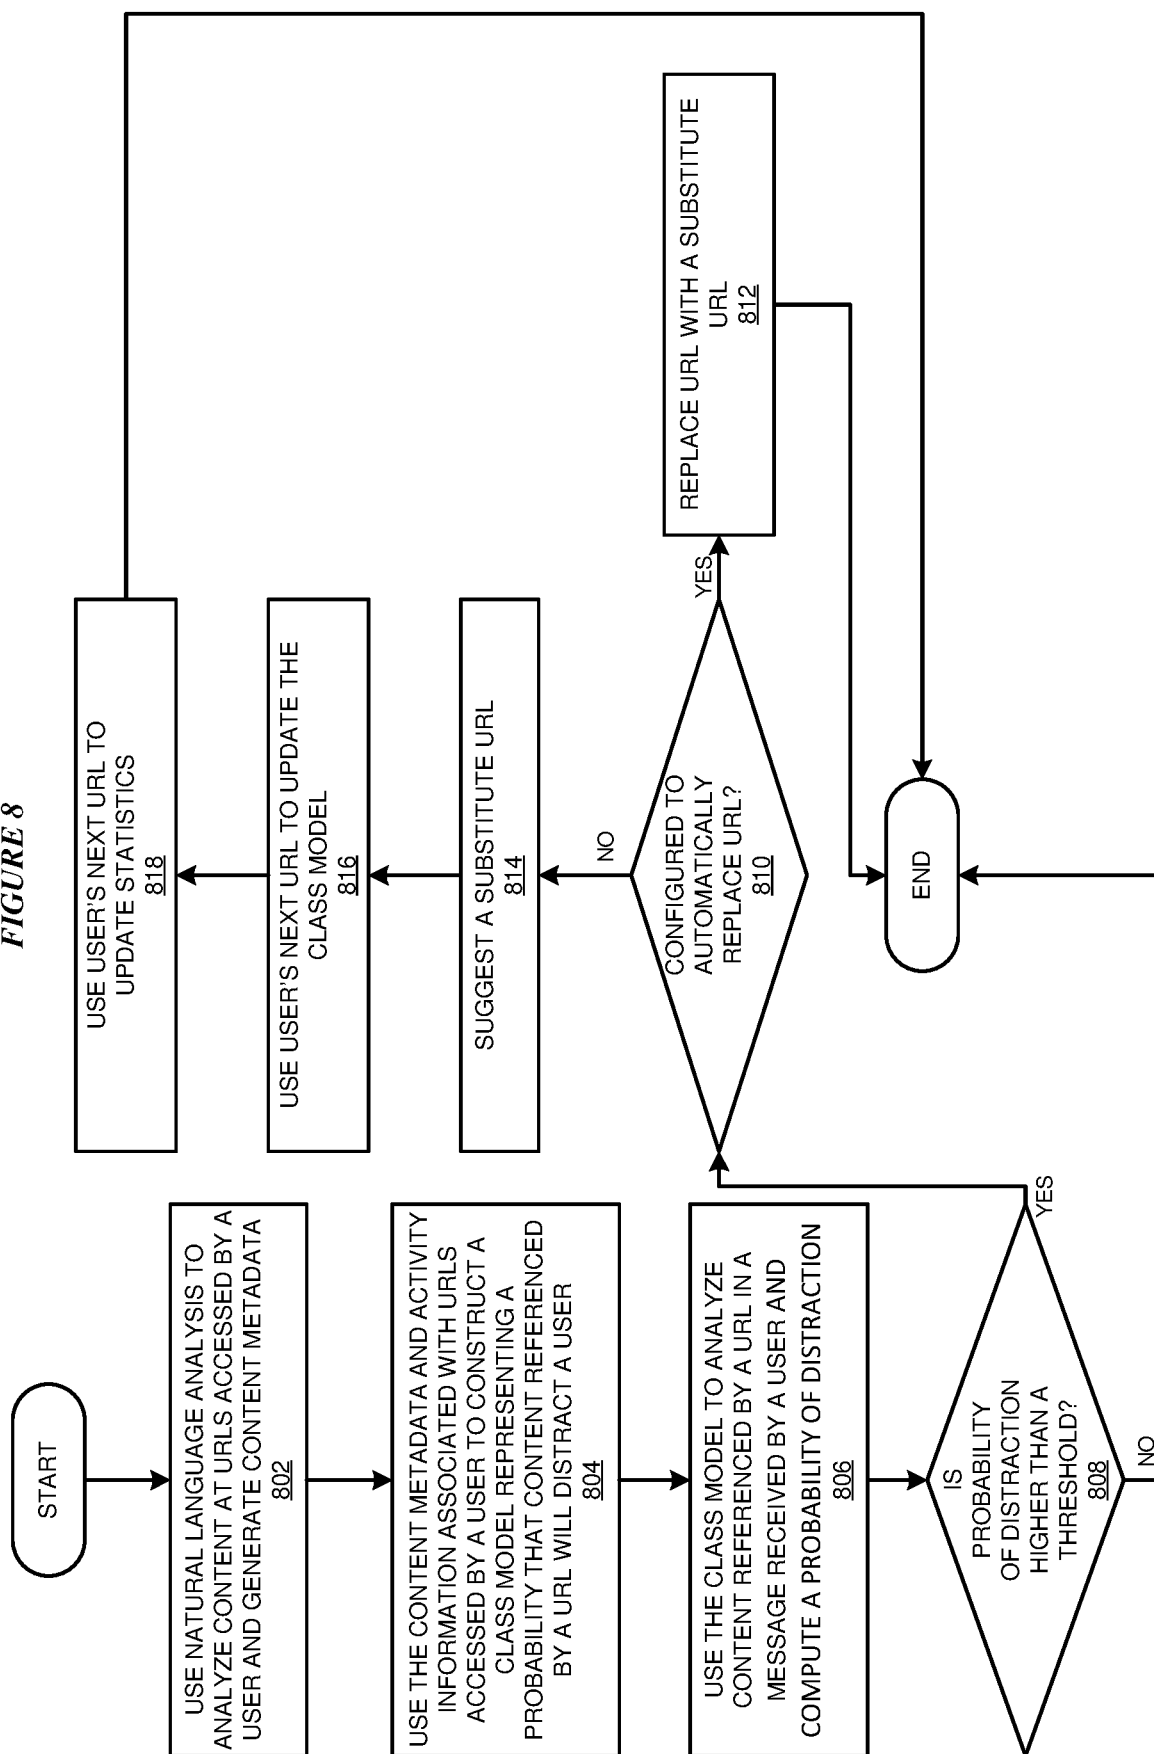 FIGURE 8
START
USE NATURAL LANGUAGE ANALYSIS TO
ANALYZE CONTENT AT URLS ACCESSED BY A
USER AND GENERATE CONTENT METADATA
802
USE THE CONTENT METADATA AND ACTIVITY
INFORMATION ASSOCIATED WITH URLS
ACCESSED BY A USER TO CONSTRUCT A
CLASS MODEL REPRESENTING A
PROBABILITY THAT CONTENT REFERENCED
BY A URL WILL DISTRACT A USER
804
USE THE CLASS MODEL TO ANALYZE
CONTENT REFERENCED BY A URL IN A
MESSAGE RECEIVED BY A USER AND
COMPUTE A PROBABILITY OF DISTRACTION
806
IS
PROBABILITY
OF DISTRACTION
HIGHER THAN A
THRESHOLD?
808
YES
NO
CONFIGURED TO
AUTOMATICALLY
REPLACE URL?
810
YES
NO
REPLACE URL WITH A SUBSTITUTE
URL
812
SUGGEST A SUBSTITUTE URL
814
USE USER'S NEXT URL TO UPDATE THE
CLASS MODEL
816
USE USER'S NEXT URL TO
UPDATE STATISTICS
818
END